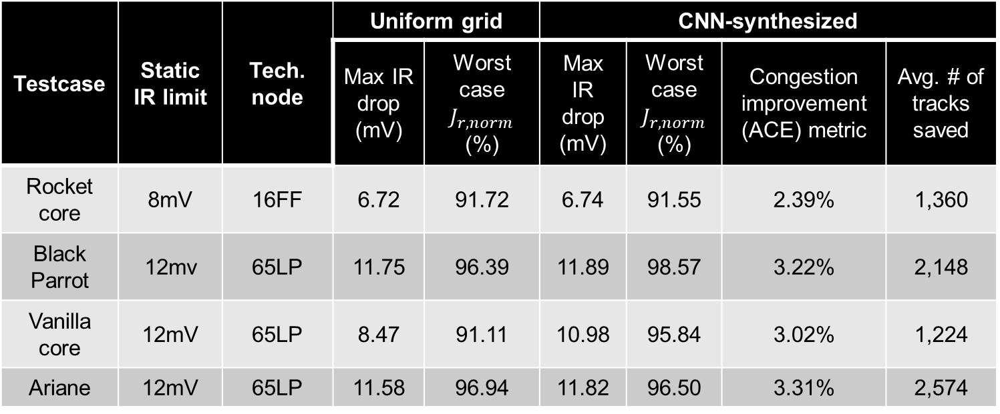 Uniform grid
CNN-synthesized
Testcase
Static
IR limit
Tech.
node
Max IR
drop
(mV)
Worst
case
J_{r,norm}
(%)
Max
IR
drop
(mV)
Worst
case
J_{r,norm}
(%)
Congestion
improvement
(ACE) metric
Avg. # of
tracks
saved
Rocket
core
8mV
16FF
6.72
91.72
6.74
91.55
2.39%
1,360
Black
Parrot
12mv
65LP
11.75
96.39
11.89
98.57
3.22%
2,148
Vanilla
core
12mV
65LP
8.47
91.11
10.98
95.84
3.02%
1,224
Ariane
12mV
65LP
11.58
96.94
11.82
96.50
3.31%
2,574